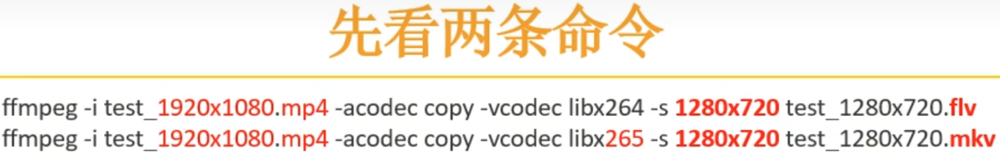 先看两条命令
ffmpeg -i test_1920x1080.mp4 -acodec copy -vcodec libx264 -s 1280x720 test_1280x720.flv
ffmpeg -i test_1920x1080.mp4 -acodec copy -vcodec libx265 -s 1280x720 test_1280x720.mkv